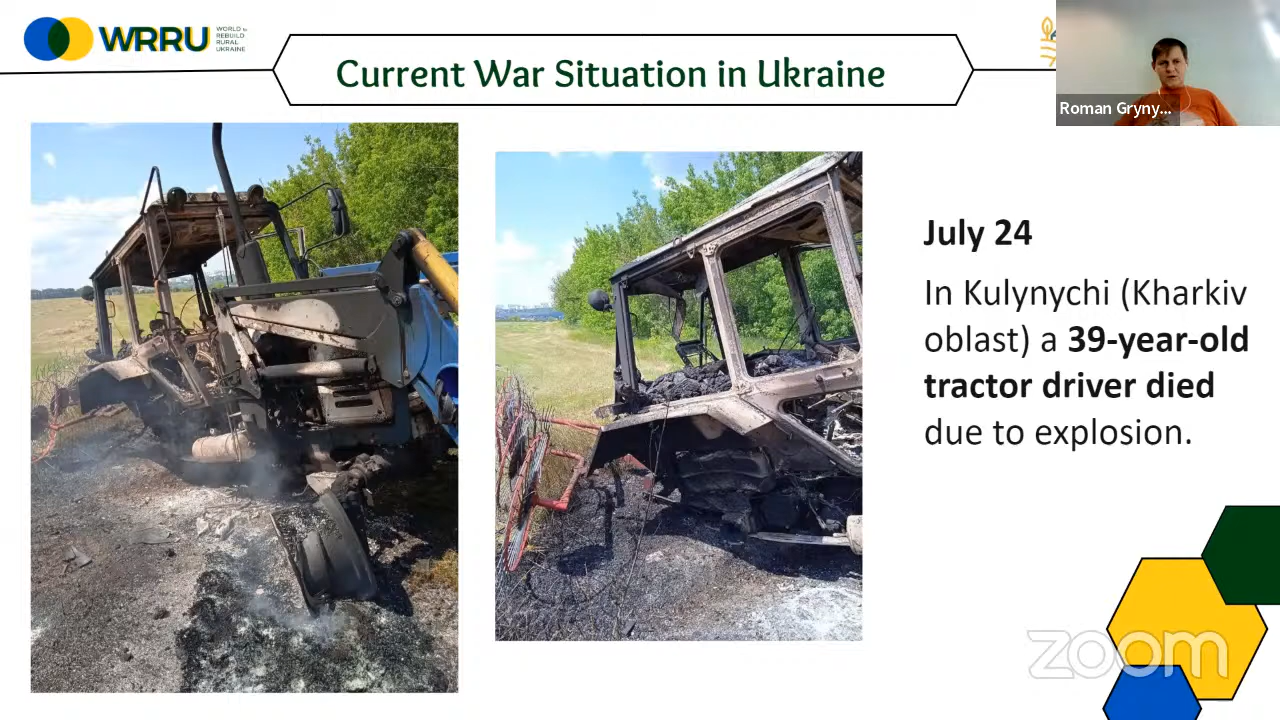 WRRU
WORLD to
REBUILD
RURAL
UKRAINE
Current War Situation in Ukraine
Roman Gryny...
July 24
In Kulynychi (Kharkiv
oblast) a 39-year-old
tractor driver died
due to explosion.
zoom